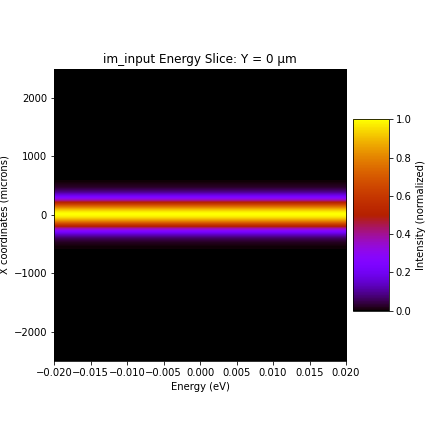 im_input Energy Slice: Y = 0 μm
2000
1000
0
−1000
−2000
X coordinates (microns)
−0.020−0.015−0.010−0.005 0.000 0.005 0.010 0.015 0.020
Energy (eV)
1.0
0.8
0.6
0.4
0.2
0.0
Intensity (normalized)